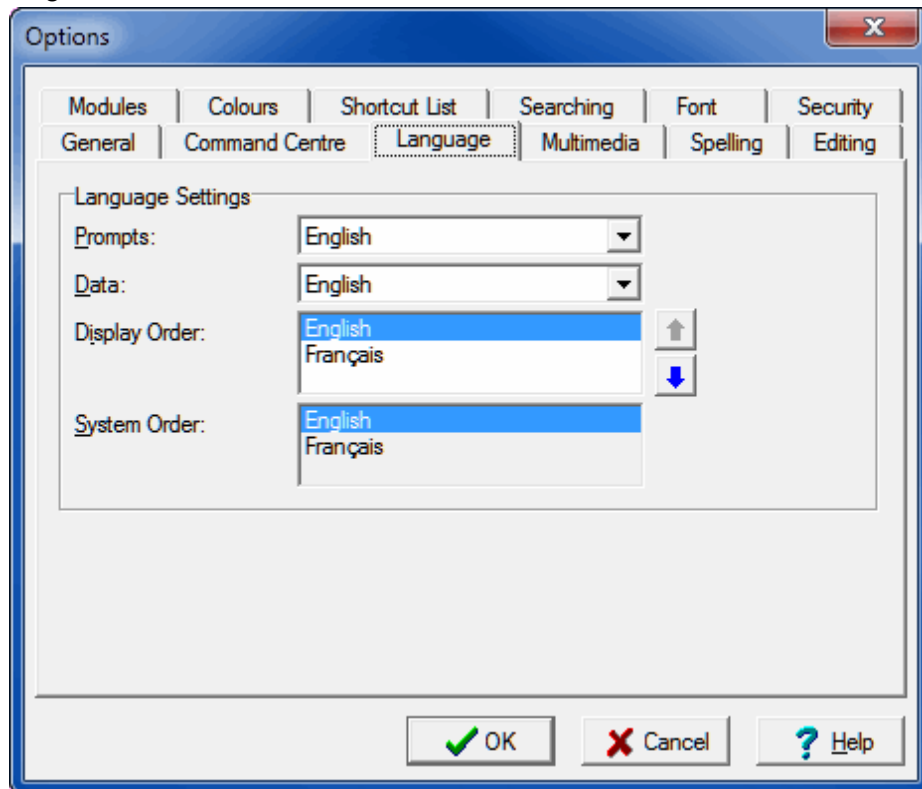 Options
Modules Colours Shortcut List Searching Font Security
General Command Centre Language Multimedia Spelling Editing
Language Settings
Prompts: English
Data: English
Display Order: English
Français
System Order: English
Français
OK Cancel Help